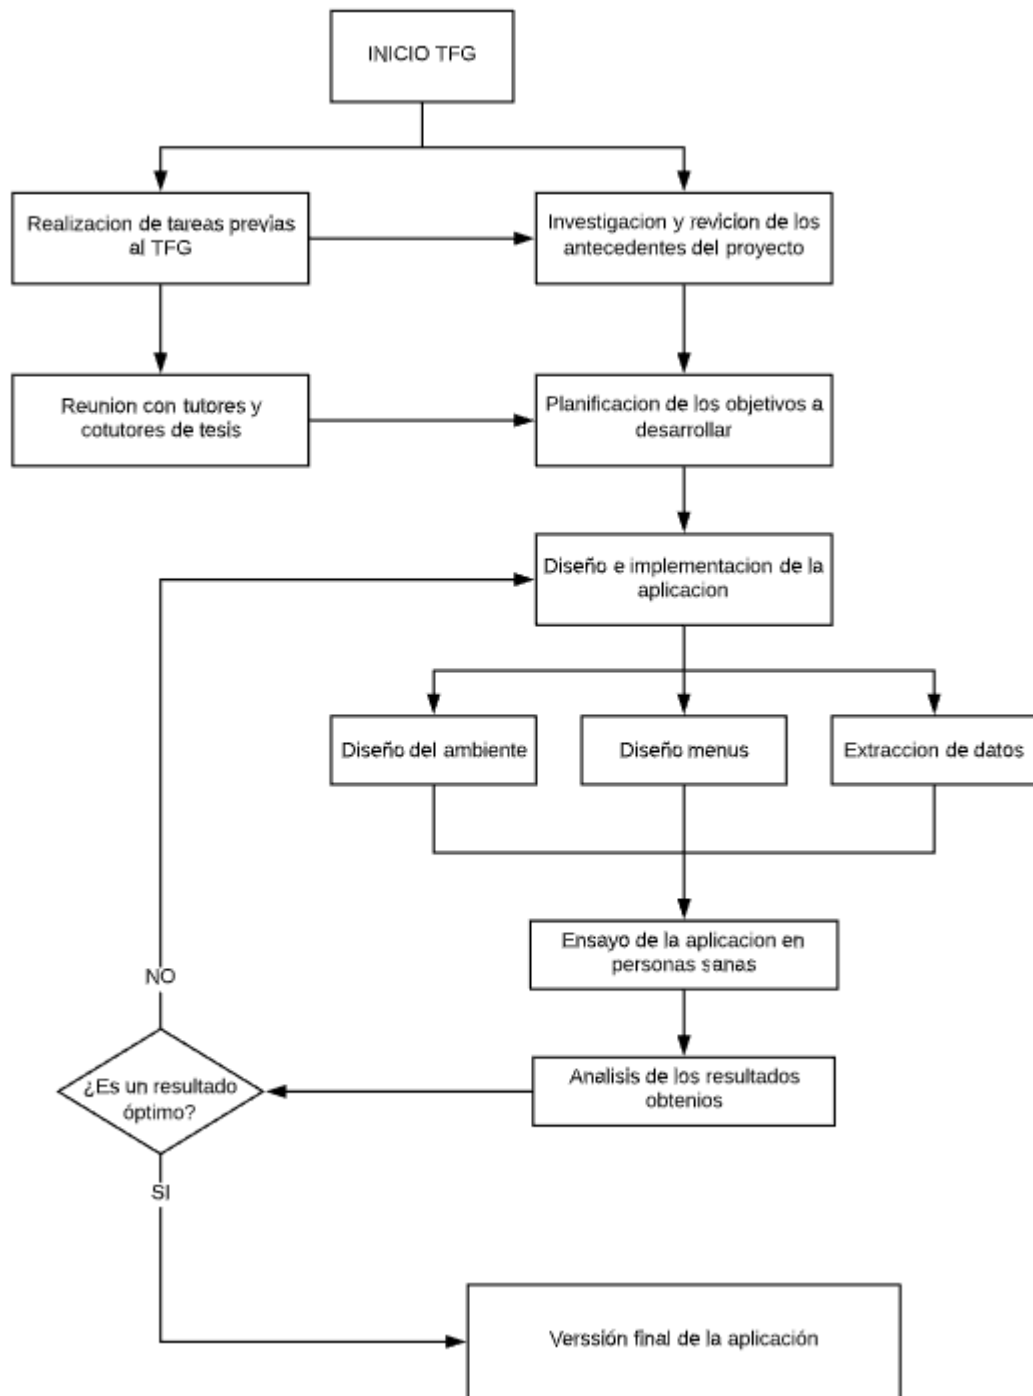 INICIO TFG
Realizacion de tareas previas
al TFG
Investigacion y revicion de los
antecedentes del proyecto
Reunion con tutores y
cotutores de tesis
Planificacion de los objetivos a
desarrollar
Diseño e implementacion de la
aplicacion
Diseño del ambiente
Diseño menus
Extraccion de datos
Ensayo de la aplicacion en
personas sanas
Analisis de los resultados
obtenios
NO
¿Es un resultado
óptimo?
SI
Verssión final de la aplicación